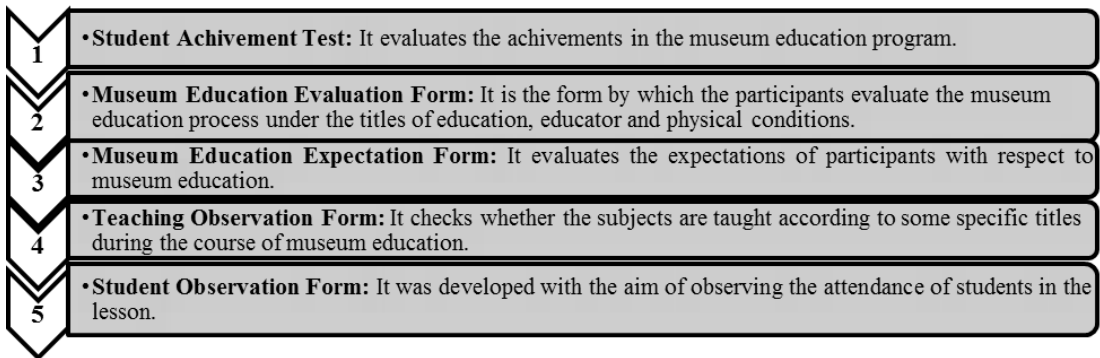 1
•Student Achivement Test: It evaluates the achivements in the museum education program.
2
•Museum Education Evaluation Form: It is the form by which the participants evaluate the museum
education process under the titles of education, educator and physical conditions.
3
•Museum Education Expectation Form: It evaluates the expectations of participants with respect to
museum education.
4
•Teaching Observation Form: It checks whether the subjects are taught according to some specific titles
during the course of museum education.
5
•Student Observation Form: It was developed with the aim of observing the attendance of students in the
lesson.